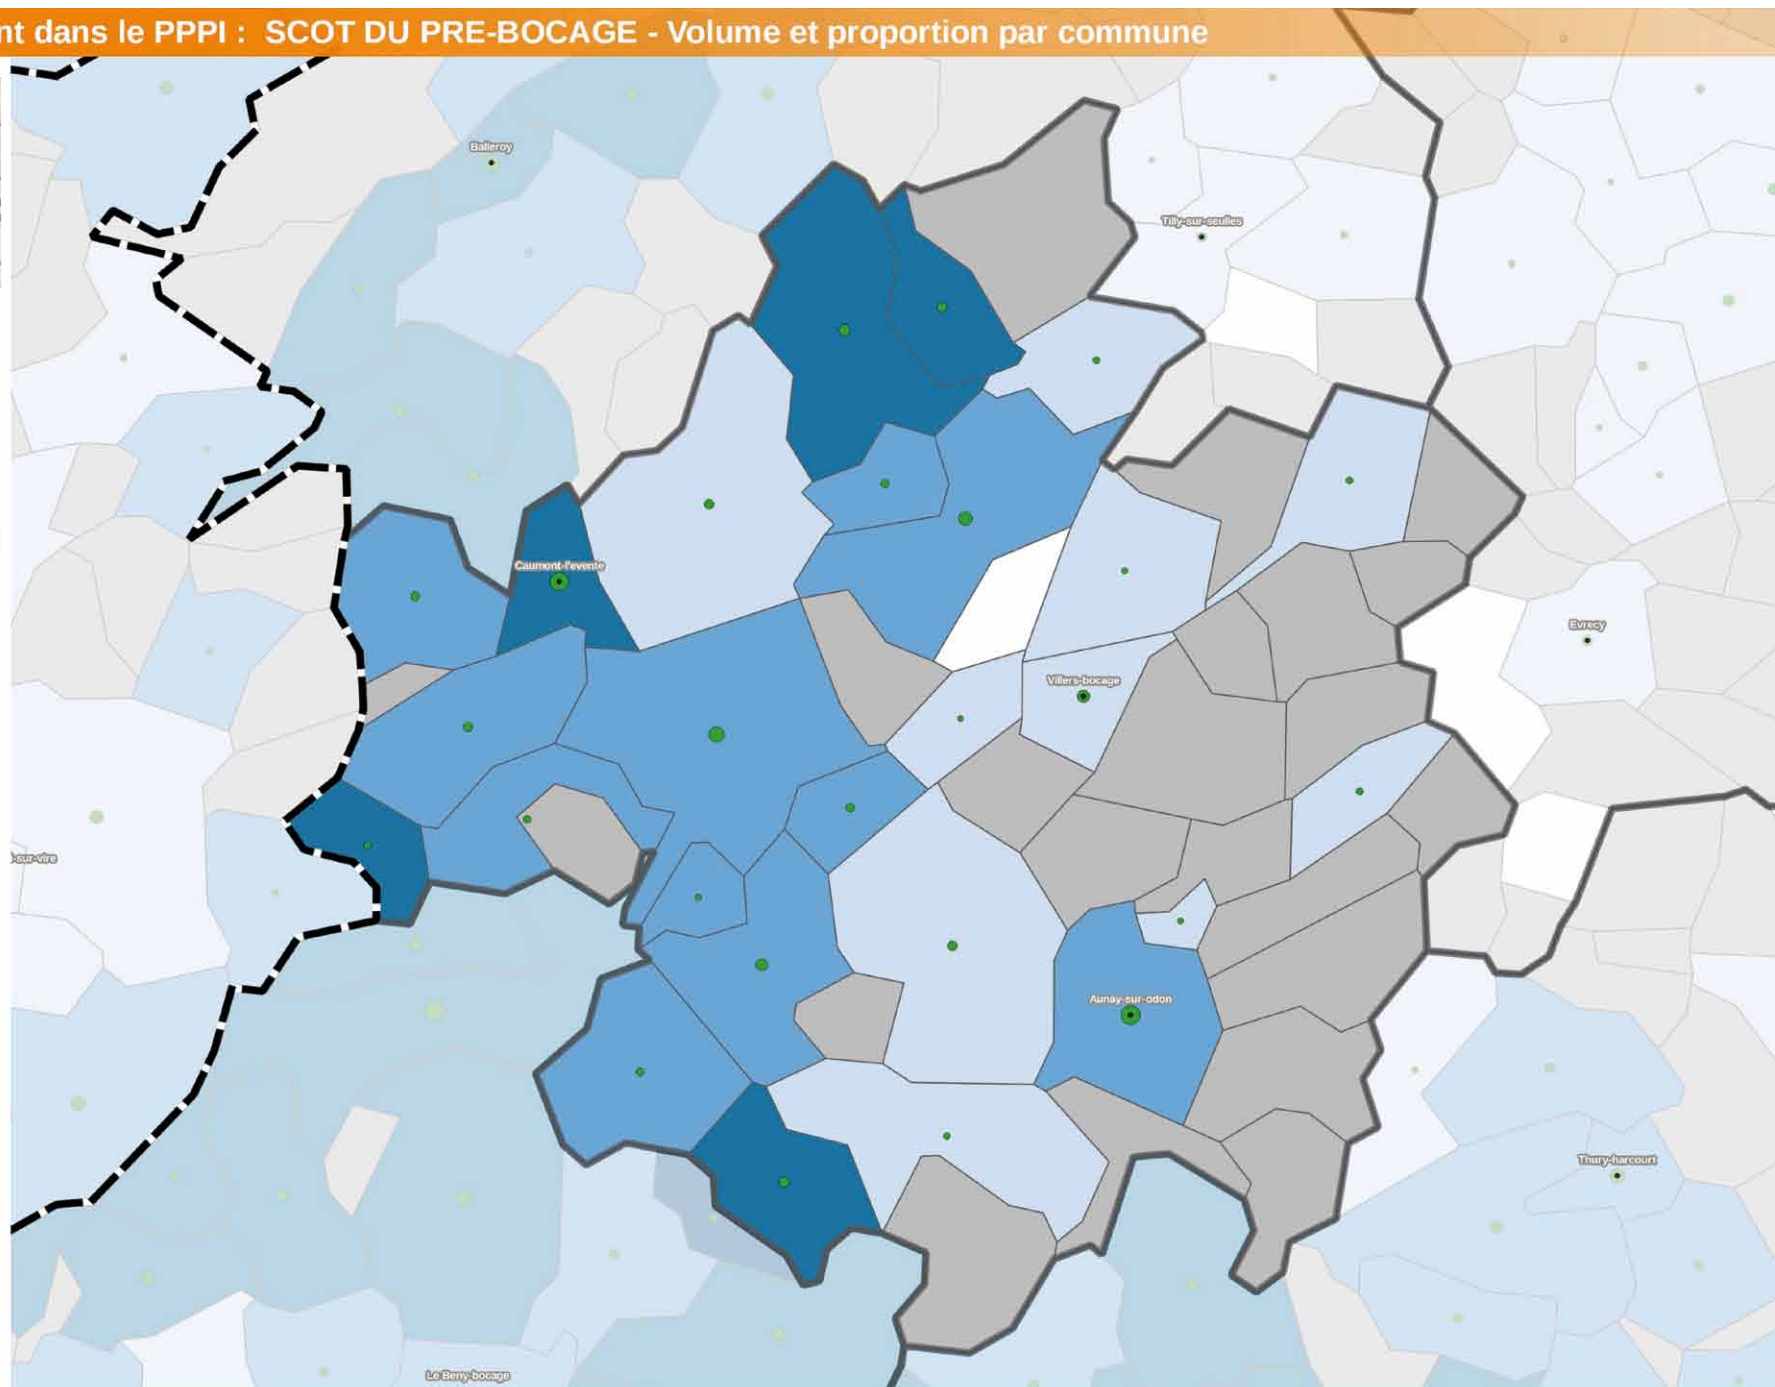 nt dans le PPPI : SCOT DU PRE-BOCAGE - Volume et proportion par commune
Balleroy
Tilly-sur-seulles
Caumont-l'evente
Evrecy
Villers-bocage
-sur-vire
Aunay-sur-odon
Thury-harcourt
Le Beny-bocage